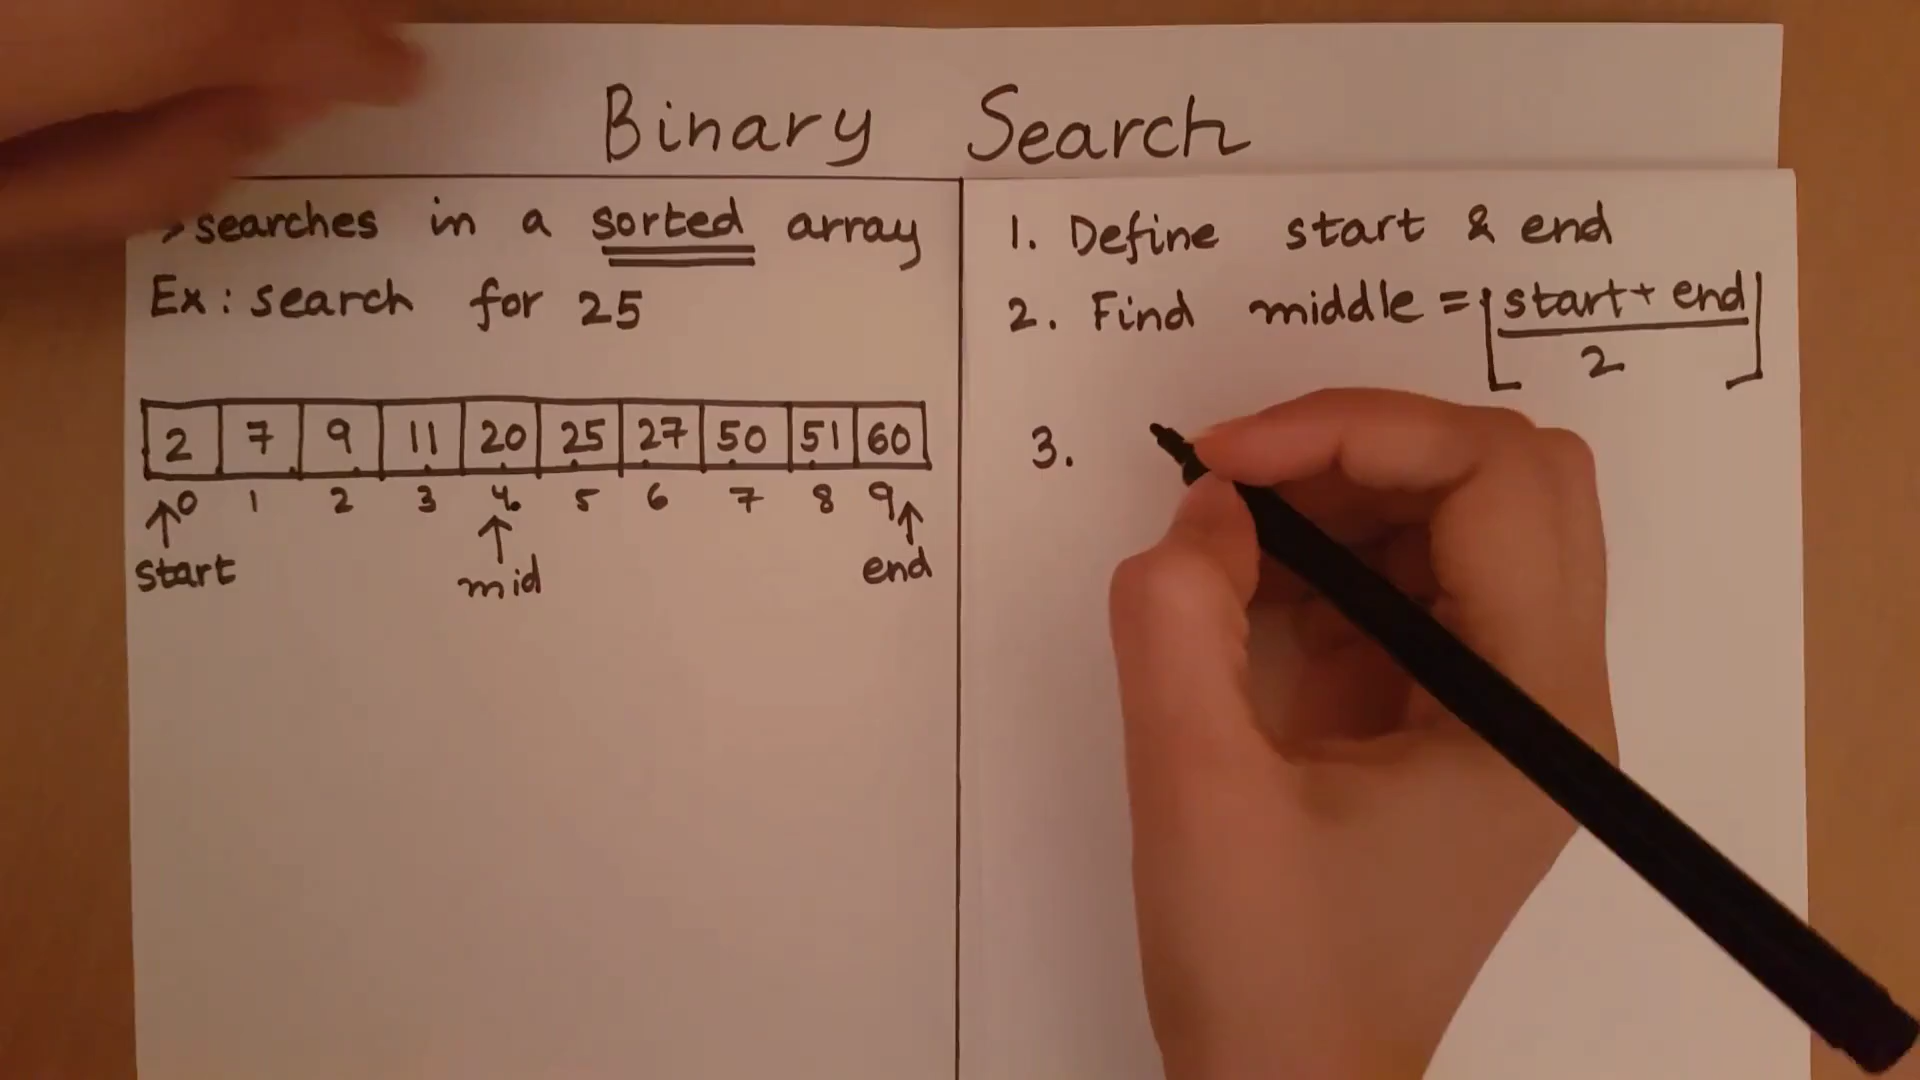 Binary Search
searches in a sorted array
Ex: search for 25
2 7 9 11 20 25 27 50 51 60
0 1 2 3 4 5 6 7 8 9
start mid end
1. Define start & end
2. Find middle = ⌊start + end
2⌋
3.